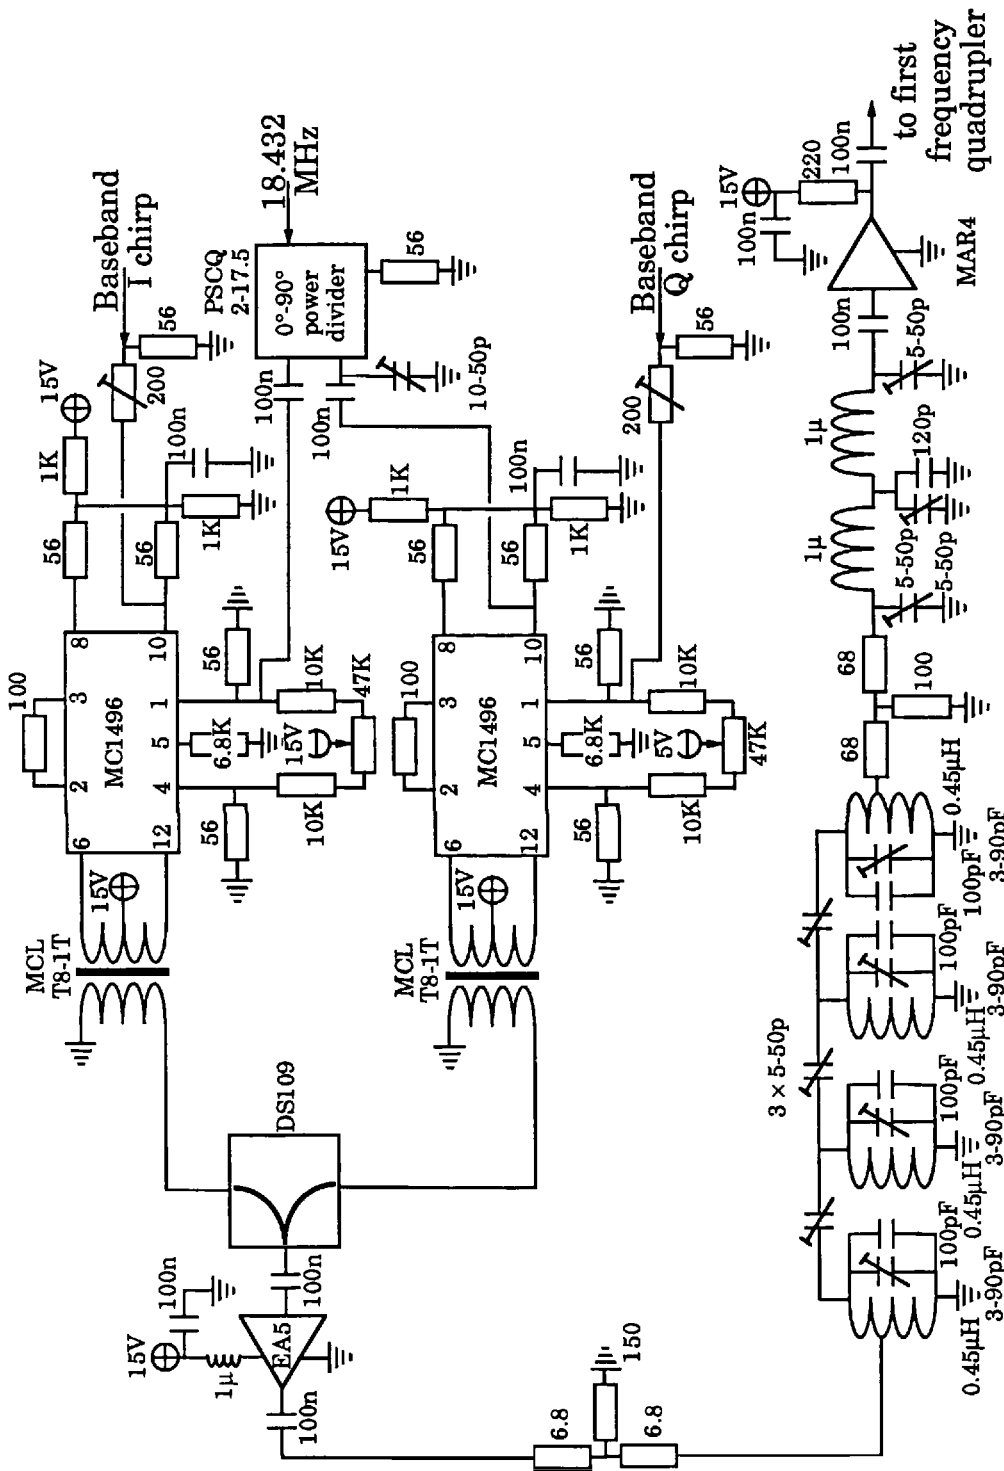 Baseband
I chirp
56
200
15V
1K
56
56
100n
1K
18.432
MHz
PSCQ
2-17.5
0°-90°
power
divider
56
100n
100n
10-50p
8
10
3
2
MC1496
1
5
4
6
12
100
56
10K
6.8K
15V
47K
10K
56
15V
MCL
T8-1T
15V
1K
56
56
100n
1K
Baseband
Q chirp
56
200
8
10
3
2
MC1496
1
5
4
6
12
100
56
10K
6.8K
5V
47K
10K
56
15V
MCL
T8-1T
DS109
100n
EA5
15V
100n
1μ
100n
6.8
150
6.8
3 × 5-50p
0.45μH
100pF
3-90pF
0.45μH
100pF
3-90pF
0.45μH
100pF
3-90pF
0.45μH
100pF
3-90pF
68
68
100
5-50p
1μ
5-50p
120p
1μ
5-50p
100n
MAR4
15V
100n
220
100n
to first
frequency
quadrupler